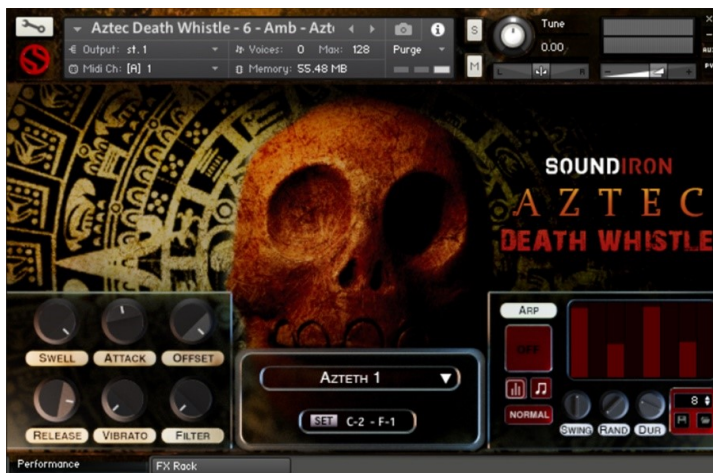 Aztec Death Whistle - 6 - Amb - Azt
Output: st.1
Voices: 0 Max: 128
Purge
Midi Ch: [A] 1
Memory: 55.48 MB
S
M
Tune
0.00
L
R
SOUNDIRON
AZTEC
DEATH WHISTLE
SWELL
ATTACK
OFFSET
RELEASE
VIBRATO
FILTER
AZTETH 1
SET C-2 - F-1
ARP
OFF
NORMAL
SWING
RAND
DUR
8
Performance
FX Rack